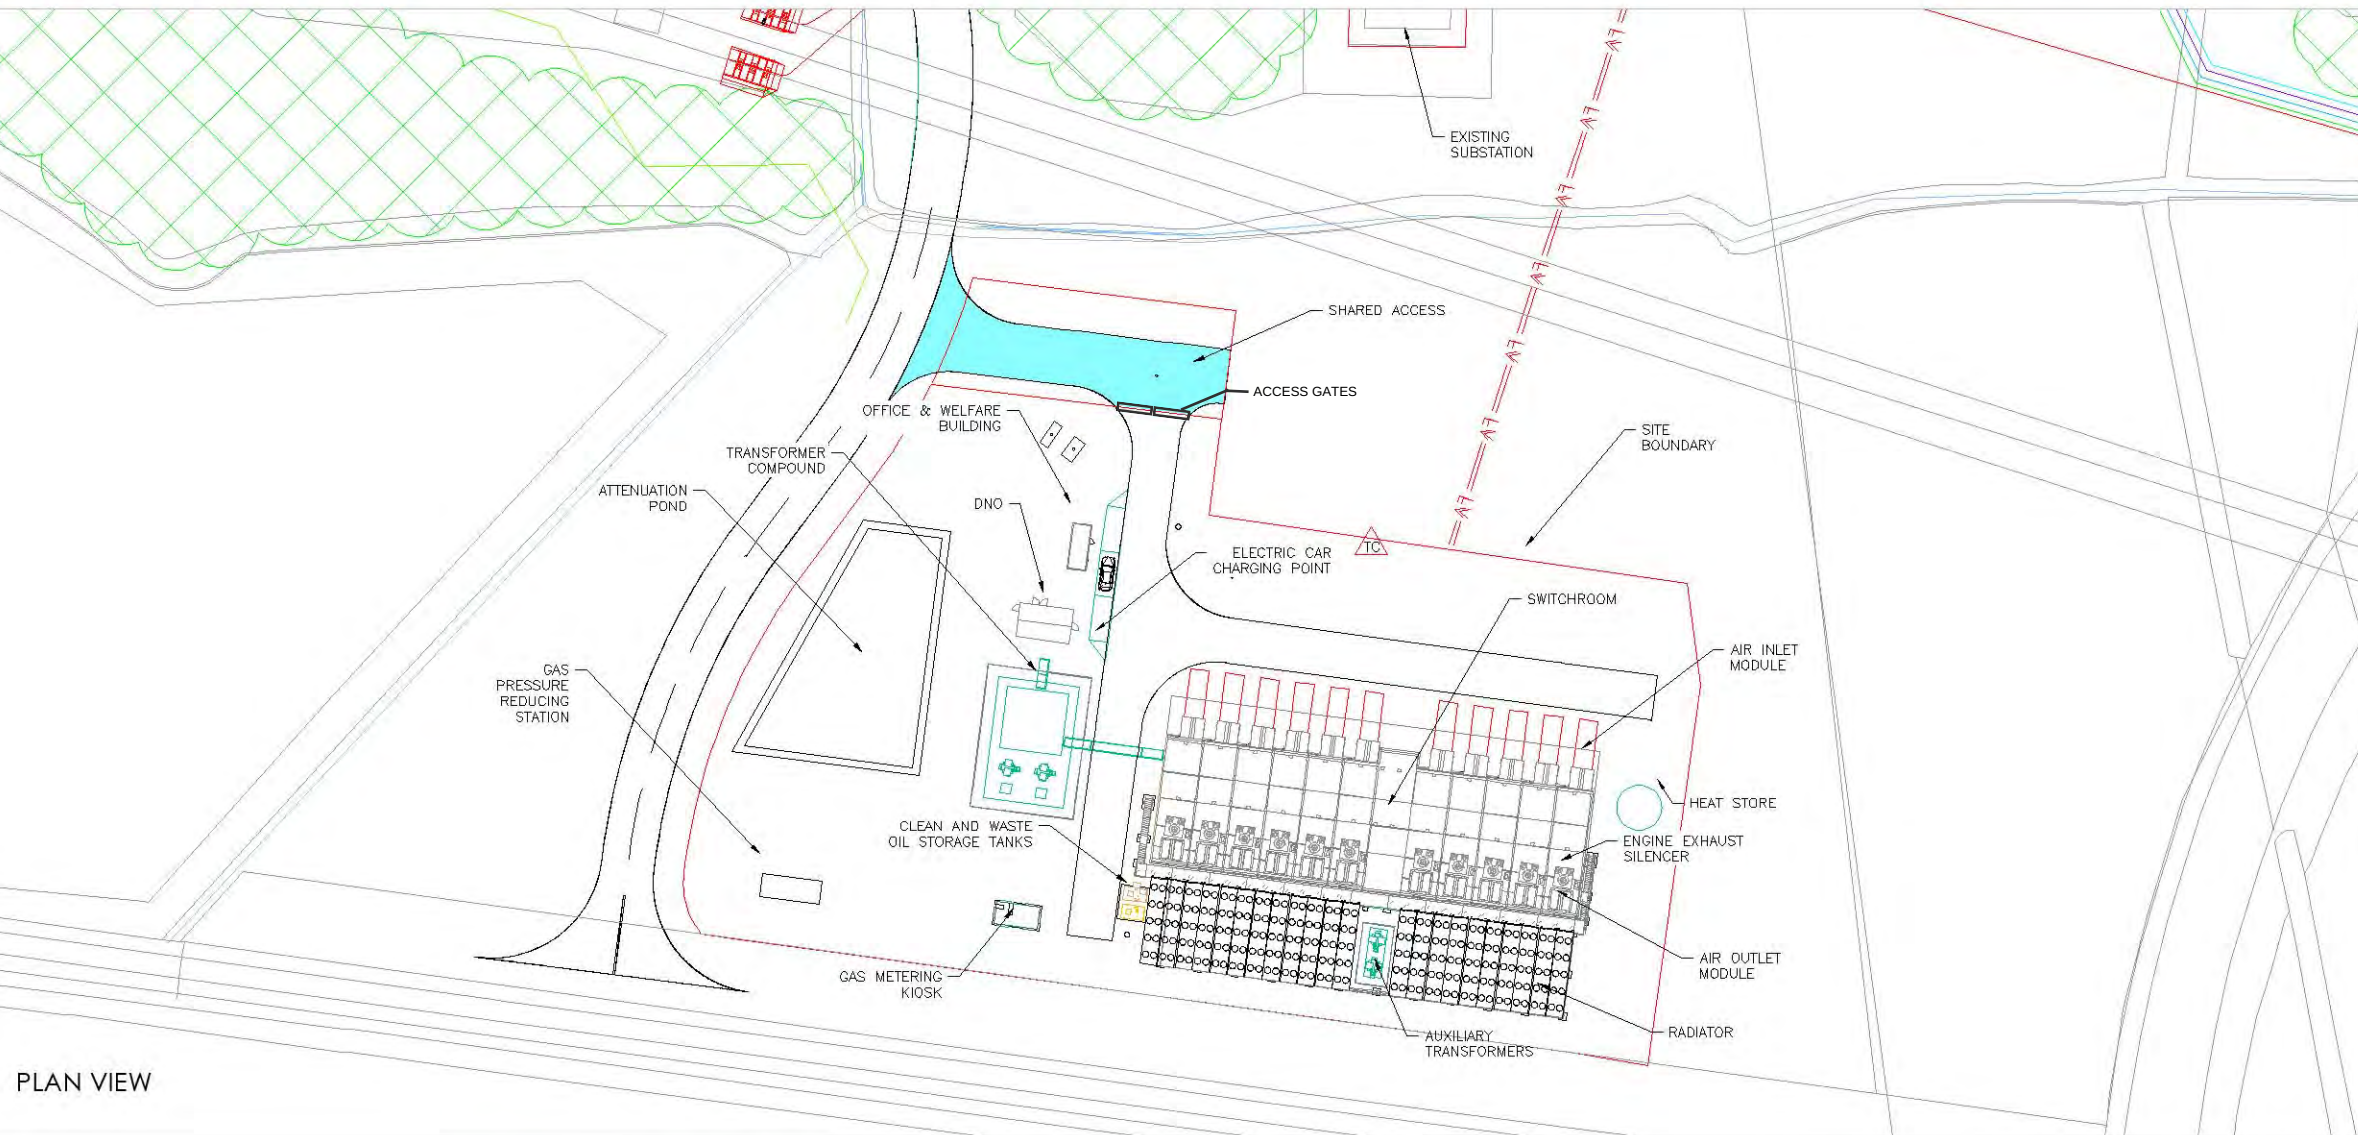 EXISTING
SUBSTATION
SHARED ACCESS
ACCESS GATES
OFFICE & WELFARE
BUILDING
SITE
BOUNDARY
TRANSFORMER
COMPOUND
ATTENUATION
POND
DNO
TC
ELECTRIC CAR
CHARGING POINT
SWITCHROOM
AIR INLET
MODULE
GAS
PRESSURE
REDUCING
STATION
HEAT STORE
CLEAN AND WASTE
OIL STORAGE TANKS
ENGINE EXHAUST
SILENCER
AIR OUTLET
MODULE
GAS METERING
KIOSK
RADIATOR
AUXILIARY
TRANSFORMERS
PLAN VIEW